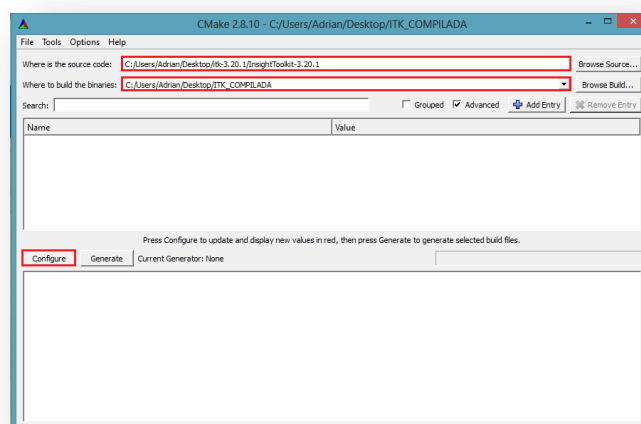 CMake 2.8.10 - C:/Users/Adrian/Desktop/ITK_COMPILADA
File Tools Options Help
Where is the source code: C:/Users/Adrian/Desktop/itk-3.20.1/InsightToolkit-3.20.1 Browse Source...
Where to build the binaries: C:/Users/Adrian/Desktop/ITK_COMPILADA Browse Build...
Search: Grouped Advanced Add Entry Remove Entry
Name Value
Press Configure to update and display new values in red, then press Generate to generate selected build files.
Configure Generate Current Generator: None